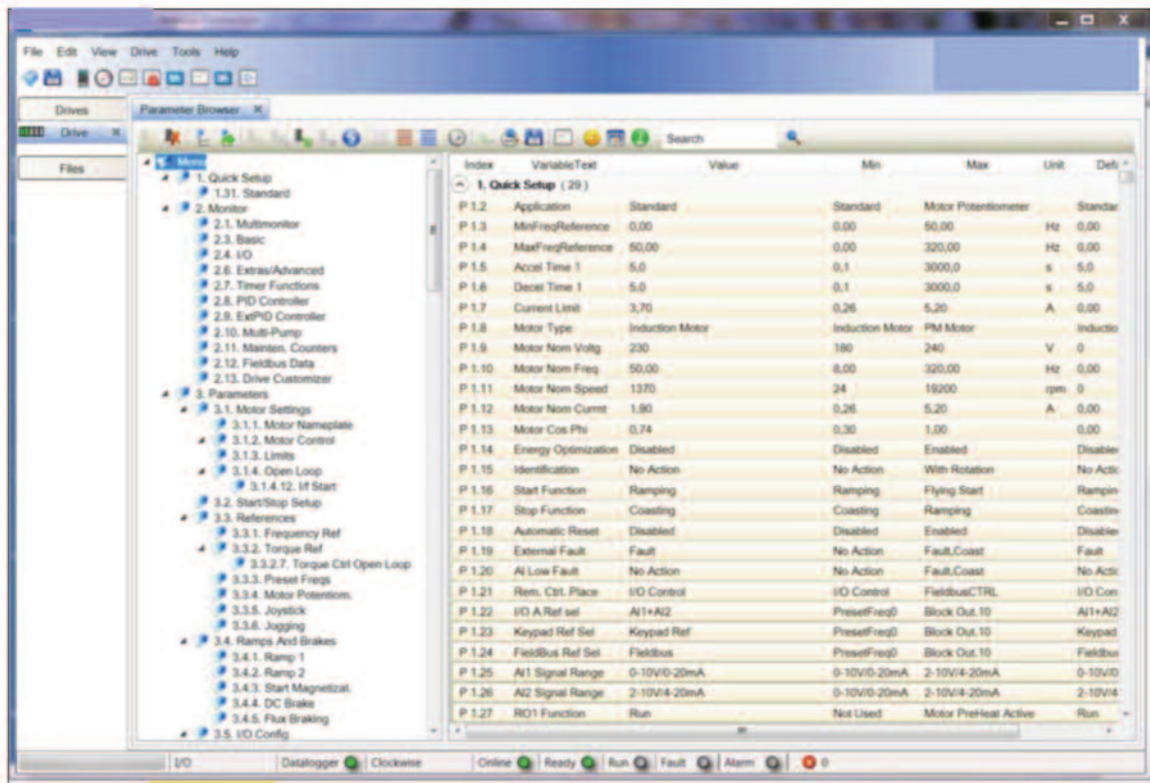 File Edit View Drive Tools Help
Drives
Parameter Browser
Drive
Files
Search
Menu
1. Quick Setup
1.31. Standard
2. Monitor
2.1. Multimonitor
2.3. Basic
2.4. I/O
2.6. Extras/Advanced
2.7. Timer Functions
2.8. PID Controller
2.9. ExtPID Controller
2.10. Multi-Pump
2.11. Mainten. Counters
2.12. Fieldbus Data
2.13. Drive Customizer
3. Parameters
3.1. Motor Settings
3.1.1. Motor Nameplate
3.1.2. Motor Control
3.1.3. Limits
3.1.4. Open Loop
3.1.4.12. I/f Start
3.2. Start/Stop Setup
3.3. References
3.3.1. Frequency Ref
3.3.2. Torque Ref
3.3.2.7. Torque Ctrl Open Loop
3.3.3. Preset Freqs
3.3.4. Motor Potentiom.
3.3.5. Joystick
3.3.6. Jogging
3.4. Ramps And Brakes
3.4.1. Ramp 1
3.4.2. Ramp 2
3.4.3. Start Magnetizat.
3.4.4. DC Brake
3.4.5. Flux Braking
3.5. I/O Config
Index VariableText Value Min Max Unit Defa
1. Quick Setup ( 29 )
P 1.2 Application Standard Standard Motor Potentiometer Standar
P 1.3 MinFreqReference 0,00 0,00 50,00 Hz 0,00
P 1.4 MaxFreqReference 50,00 0,00 320,00 Hz 0,00
P 1.5 Accel Time 1 5,0 0,1 3000,0 s 5,0
P 1.6 Decel Time 1 5,0 0,1 3000,0 s 5,0
P 1.7 Current Limit 3,70 0,26 5,20 A 0,00
P 1.8 Motor Type Induction Motor Induction Motor PM Motor Inductio
P 1.9 Motor Nom Voltg 230 180 240 V 0
P 1.10 Motor Nom Freq 50,00 8,00 320,00 Hz 0,00
P 1.11 Motor Nom Speed 1370 24 19200 rpm 0
P 1.12 Motor Nom Currnt 1,90 0,26 5,20 A 0,00
P 1.13 Motor Cos Phi 0,74 0,30 1,00 0,00
P 1.14 Energy Optimization Disabled Disabled Enabled Disable
P 1.15 Identification No Action No Action With Rotation No Actic
P 1.16 Start Function Ramping Ramping Flying Start Rampin
P 1.17 Stop Function Coasting Coasting Ramping Coastin
P 1.18 Automatic Reset Disabled Disabled Enabled Disable
P 1.19 External Fault Fault No Action Fault,Coast Fault
P 1.20 AI Low Fault No Action No Action Fault,Coast No Actic
P 1.21 Rem. Ctrl. Place I/O Control I/O Control FieldbusCTRL I/O Con
P 1.22 I/O A Ref sel AI1+AI2 PresetFreq0 Block Out.10 AI1+AI2
P 1.23 Keypad Ref Sel Keypad Ref PresetFreq0 Block Out.10 Keypad
P 1.24 FieldBus Ref Sel Fieldbus PresetFreq0 Block Out.10 Fieldbu
P 1.25 AI1 Signal Range 0-10V/0-20mA 0-10V/0-20mA 2-10V/4-20mA 0-10V/0
P 1.26 AI2 Signal Range 2-10V/4-20mA 0-10V/0-20mA 2-10V/4-20mA 2-10V/4
P 1.27 RO1 Function Run Not Used Motor PreHeat Active Run
I/O Datalogger Clockwise Online Ready Run Fault Alarm 0